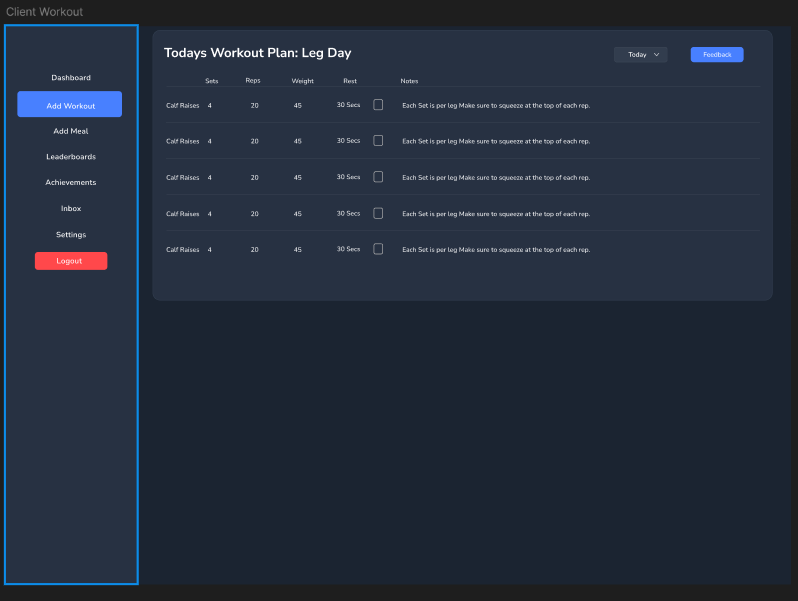 Client Workout
Dashboard
Add Workout
Add Meal
Leaderboards
Achievements
Inbox
Settings
Logout
Todays Workout Plan: Leg Day
Today
Feedback
Sets Reps Weight Rest Notes
Calf Raises 4 20 45 30 Secs Each Set is per leg Make sure to squeeze at the top of each rep.
Calf Raises 4 20 45 30 Secs Each Set is per leg Make sure to squeeze at the top of each rep.
Calf Raises 4 20 45 30 Secs Each Set is per leg Make sure to squeeze at the top of each rep.
Calf Raises 4 20 45 30 Secs Each Set is per leg Make sure to squeeze at the top of each rep.
Calf Raises 4 20 45 30 Secs Each Set is per leg Make sure to squeeze at the top of each rep.